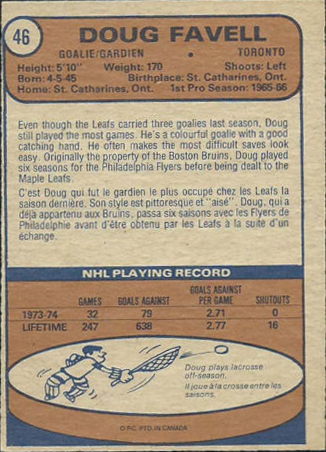 46
DOUG FAVELL
GOALIE/GARDIEN • TORONTO
Height: 5'10" Weight: 170 Shoots: Left
Born: 4-5-45 Birthplace: St. Catharines, Ont.
Home: St. Catharines, Ont. 1st Pro Season: 1965-66
Even though the Leafs carried three goalies last season, Doug
still played the most games. He's a colourful goalie with a good
catching hand. He often makes the most difficult saves look
easy. Originally the property of the Boston Bruins, Doug played
six seasons for the Philadelphia Flyers before being dealt to the
Maple Leafs.
C'est Doug qui fut le gardien le plus occupé chez les Leafs la
saison dernière. Son style est pittoresque et "aisé". Doug, qui a
déjà appartenu aux Bruins, passa six saisons avec les Flyers de
Philadelphie avant d'être obtenu par les Leafs à la suite d'un
échange.
NHL PLAYING RECORD
GAMES GOALS AGAINST GOALS AGAINST PER GAME SHUTOUTS
1973-74 32 79 2.71 0
LIFETIME 247 638 2.77 16
Doug plays lacrosse
off-season.
Il joue à la crosse entre les
saisons.
O.P.C. PTD. IN CANADA